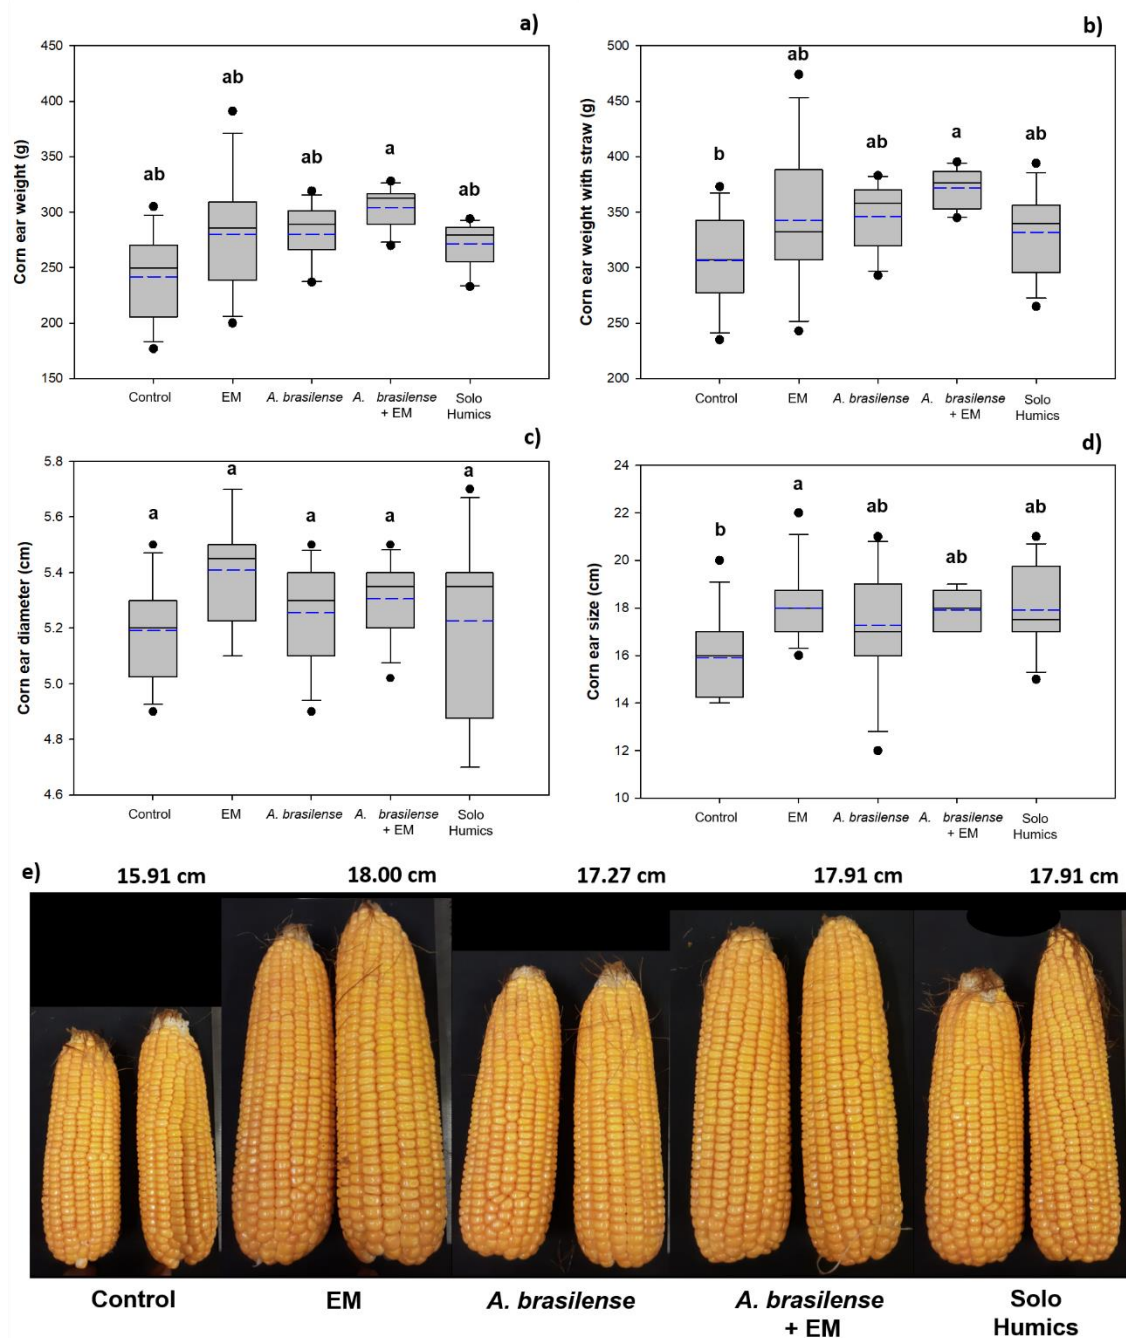 a)
Corn ear weight (g)
450
400
350
300
250
200
150
ab
ab
ab
a
ab
Control
EM
A. brasilense
A. brasilense
+ EM
Solo
Humics
b)
Corn ear weight with straw (g)
500
450
400
350
300
250
200
b
ab
ab
a
ab
Control
EM
A. brasilense
A. brasilense
+ EM
Solo
Humics
c)
Corn ear diameter (cm)
5.8
5.6
5.4
5.2
5.0
4.8
4.6
a
a
a
a
a
Control
EM
A. brasilense
A. brasilense
+ EM
Solo
Humics
d)
Corn ear size (cm)
24
22
20
18
16
14
12
10
b
a
ab
ab
ab
Control
EM
A. brasilense
A. brasilense
+ EM
Solo
Humics
e)
15.91 cm
18.00 cm
17.27 cm
17.91 cm
17.91 cm
Control
EM
A. brasilense
A. brasilense
+ EM
Solo
Humics